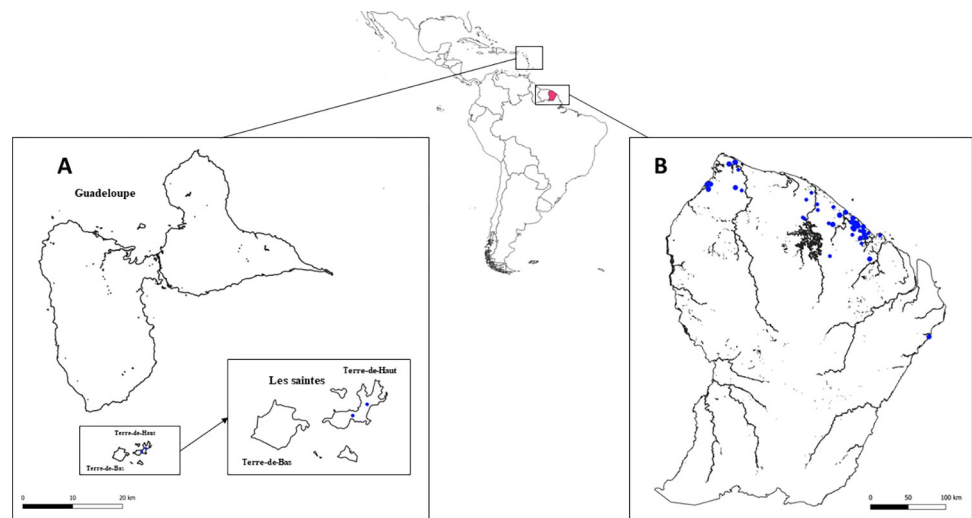 A
B
Guadeloupe
Les saintes
Terre-de-Haut
Terre-de-Bas
Terre-de-Haut
Terre-de-Bas
0 10 20 km
0 50 100 km